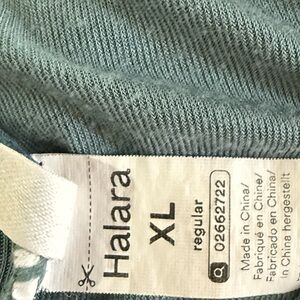 Halara
XL
regular
02662722
Made in China/
Fabriqué en Chine/
Fabricado en China/
In China hergestellt